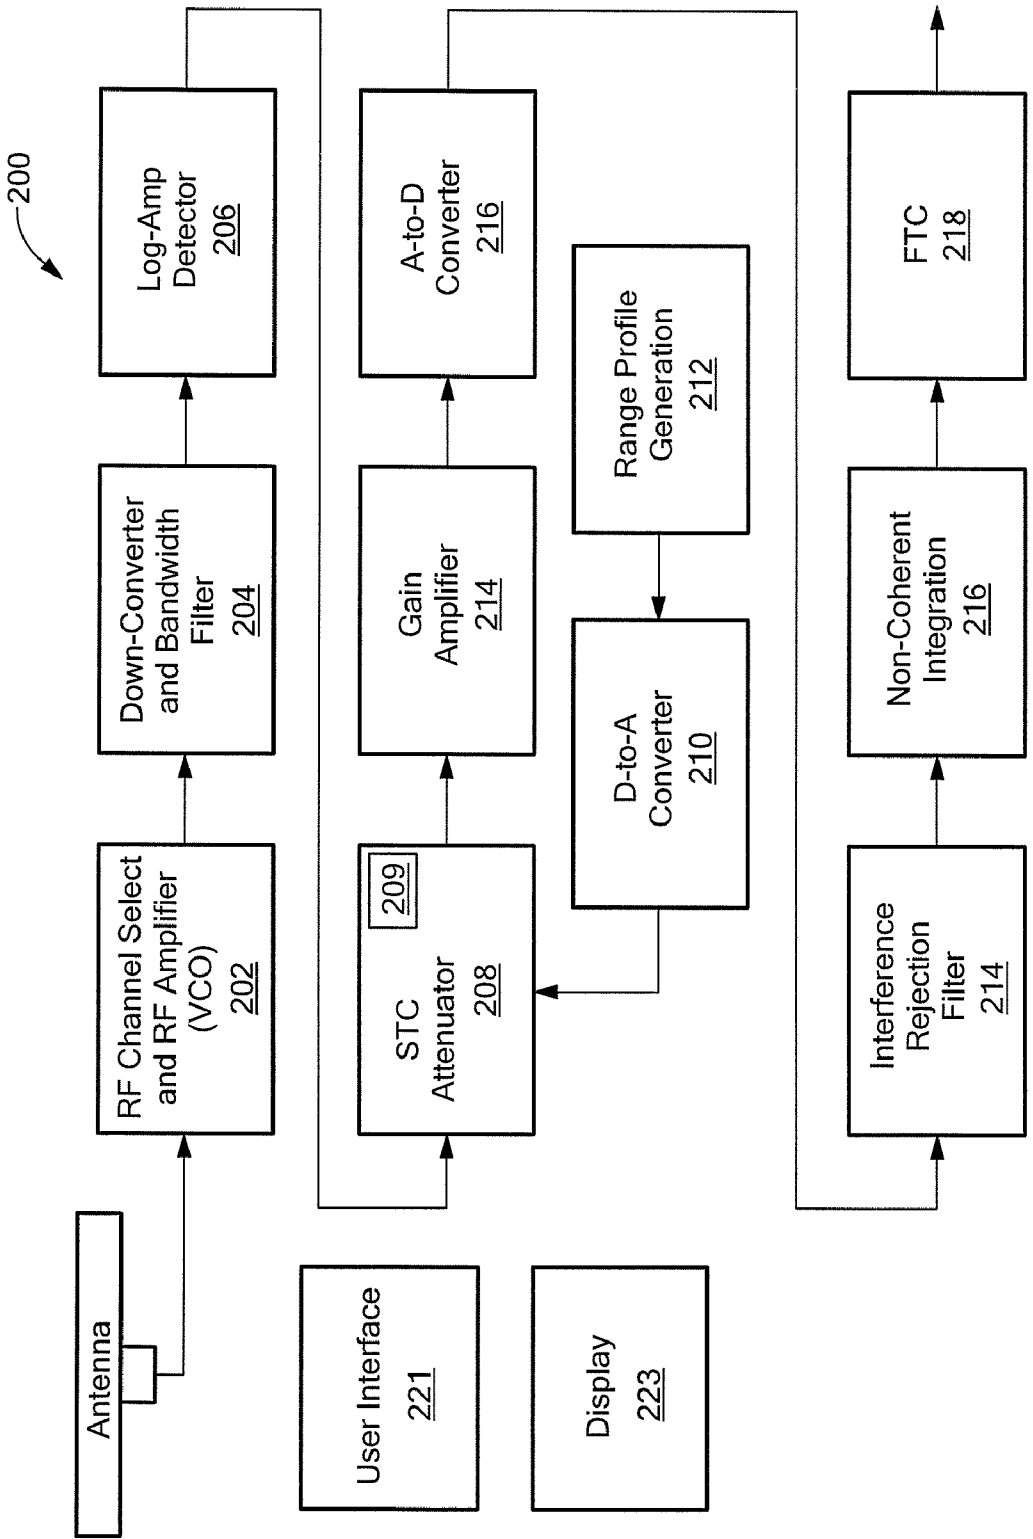 200
Antenna
RF Channel Select
and RF Amplifier
(VCO)
202
Down-Converter
and Bandwidth
Filter
204
Log-Amp
Detector
206
User Interface
221
STC
Attenuator
208
209
Gain
Amplifier
214
A-to-D
Converter
216
Display
223
D-to-A
Converter
210
Range Profile
Generation
212
Interference
Rejection
Filter
214
Non-Coherent
Integration
216
FTC
218